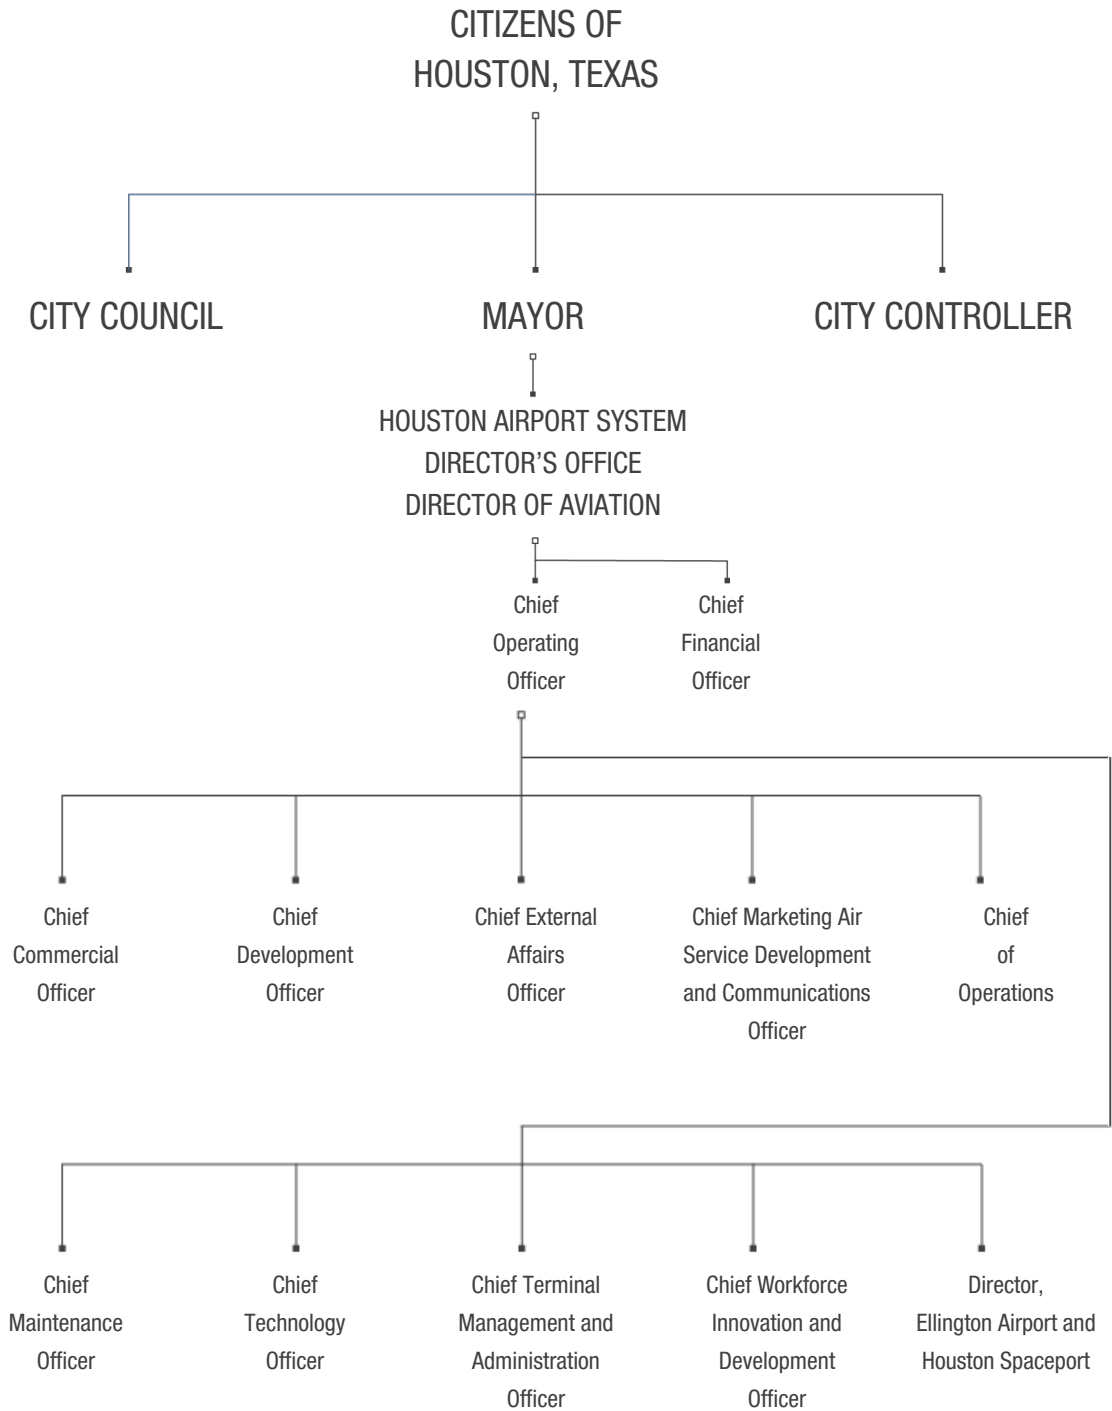 CITIZENS OF
HOUSTON, TEXAS
CITY COUNCIL
MAYOR
CITY CONTROLLER
HOUSTON AIRPORT SYSTEM
DIRECTOR’S OFFICE
DIRECTOR OF AVIATION
Chief
Operating
Officer
Chief
Financial
Officer
Chief
Commercial
Officer
Chief
Development
Officer
Chief External
Affairs
Officer
Chief Marketing Air
Service Development
and Communications
Officer
Chief
of
Operations
Chief
Maintenance
Officer
Chief
Technology
Officer
Chief Terminal
Management and
Administration
Officer
Chief Workforce
Innovation and
Development
Officer
Director,
Ellington Airport and
Houston Spaceport